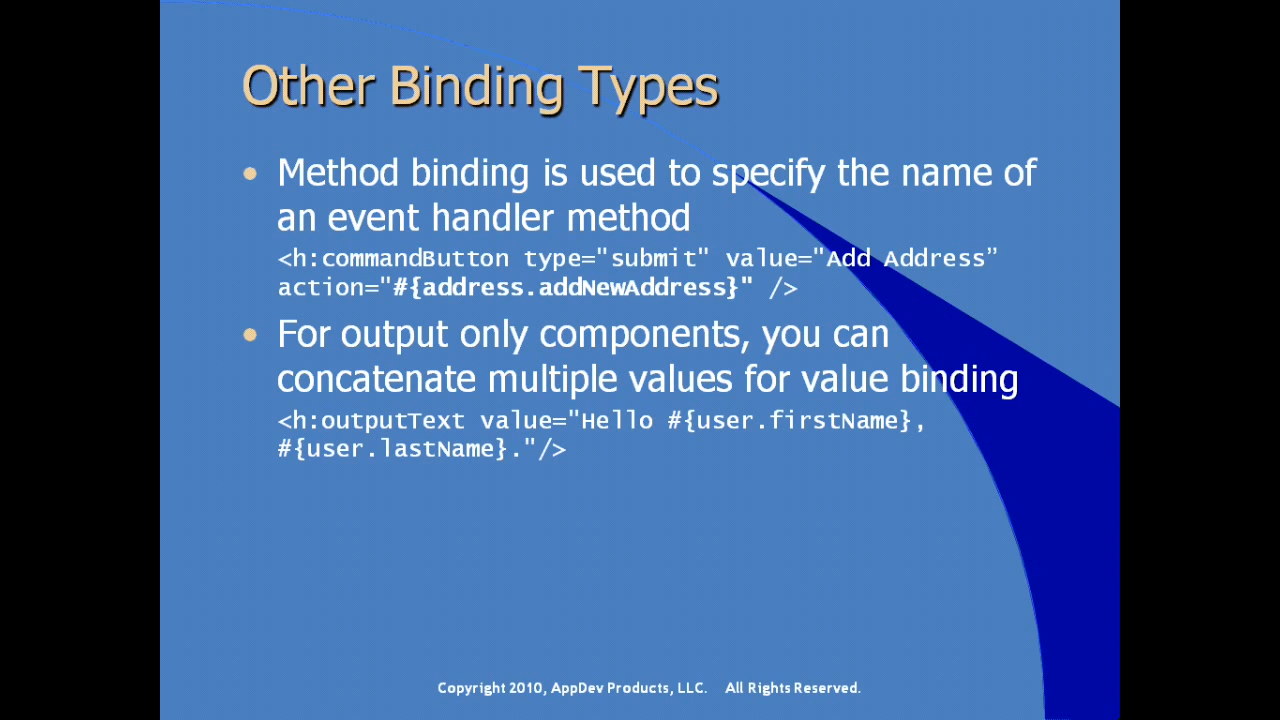 Other Binding Types
• Method binding is used to specify the name of
an event handler method
<h:commandButton type="submit" value="Add Address”
action="#{address.addNewAddress}" />
• For output only components, you can
concatenate multiple values for value binding
<h:outputText value="Hello #{user.firstName},
#{user.lastName}."/>
Copyright 2010, AppDev Products, LLC. All Rights Reserved.